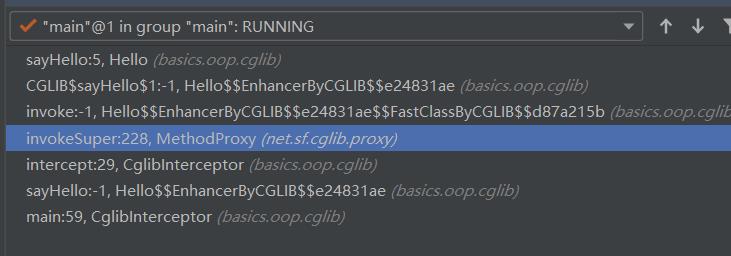 "main"@1 in group "main": RUNNING
sayHello:5, Hello (basics.oop.cglib)
CGLIB$sayHello$1:-1, Hello$$EnhancerByCGLIB$$e24831ae (basics.oop.cglib)
invoke:-1, Hello$$EnhancerByCGLIB$$e24831ae$$FastClassByCGLIB$$d87a215b (basics.oop.cglib
invokeSuper:228, MethodProxy (net.sf.cglib.proxy)
intercept:29, CglibInterceptor (basics.oop.cglib)
sayHello:-1, Hello$$EnhancerByCGLIB$$e24831ae (basics.oop.cglib)
main:59, CglibInterceptor (basics.oop.cglib)